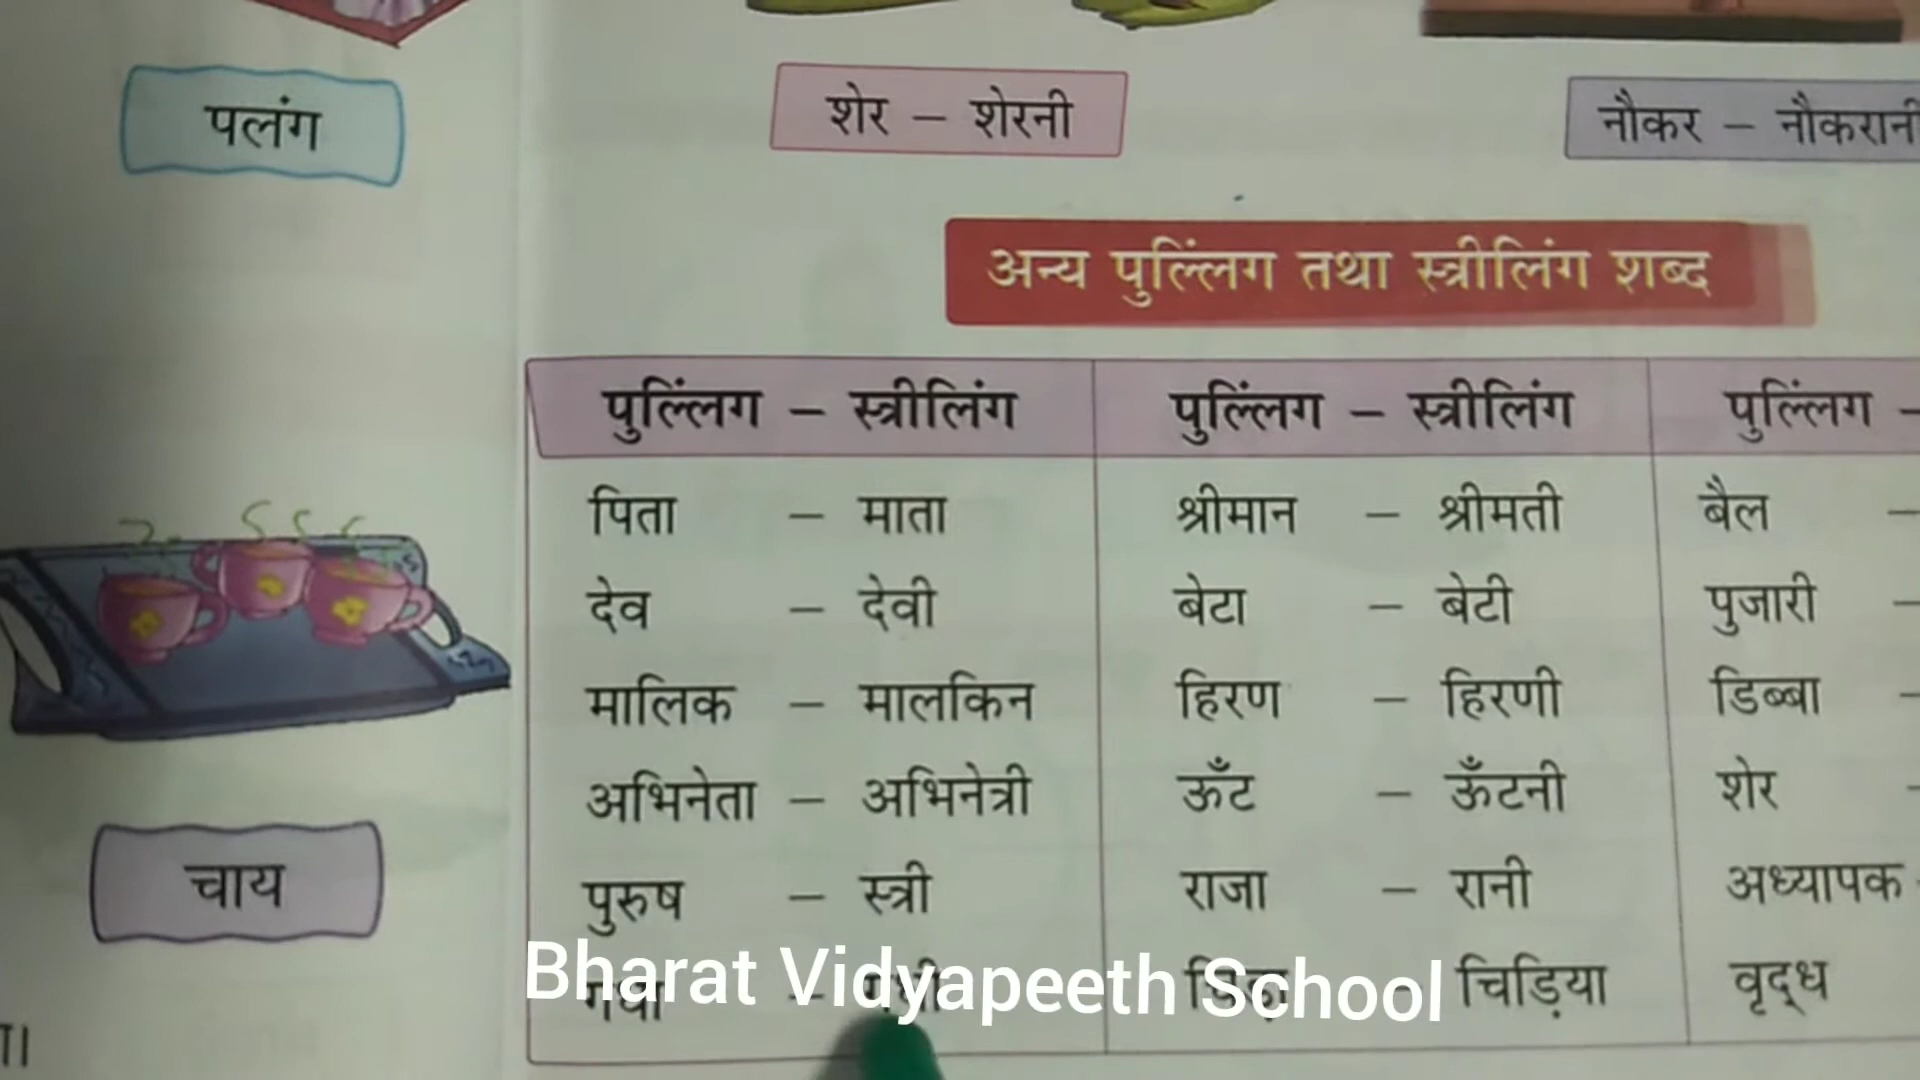 पलंग
शेर – शेरनी
नौकर – नौकरानी
अन्य पुल्लिंग तथा स्त्रीलिंग शब्द
पुल्लिंग – स्त्रीलिंग पुल्लिंग – स्त्रीलिंग पुल्लिंग –
पिता – माता श्रीमान – श्रीमती बैल –
देव – देवी बेटा – बेटी पुजारी –
मालिक – मालकिन हिरण – हिरणी डिब्बा –
अभिनेता – अभिनेत्री ऊँट – ऊँटनी शेर –
पुरुष – स्त्री राजा – रानी अध्यापक –
चिड़िया वृद्ध
चाय
Bharat Vidyapeeth School